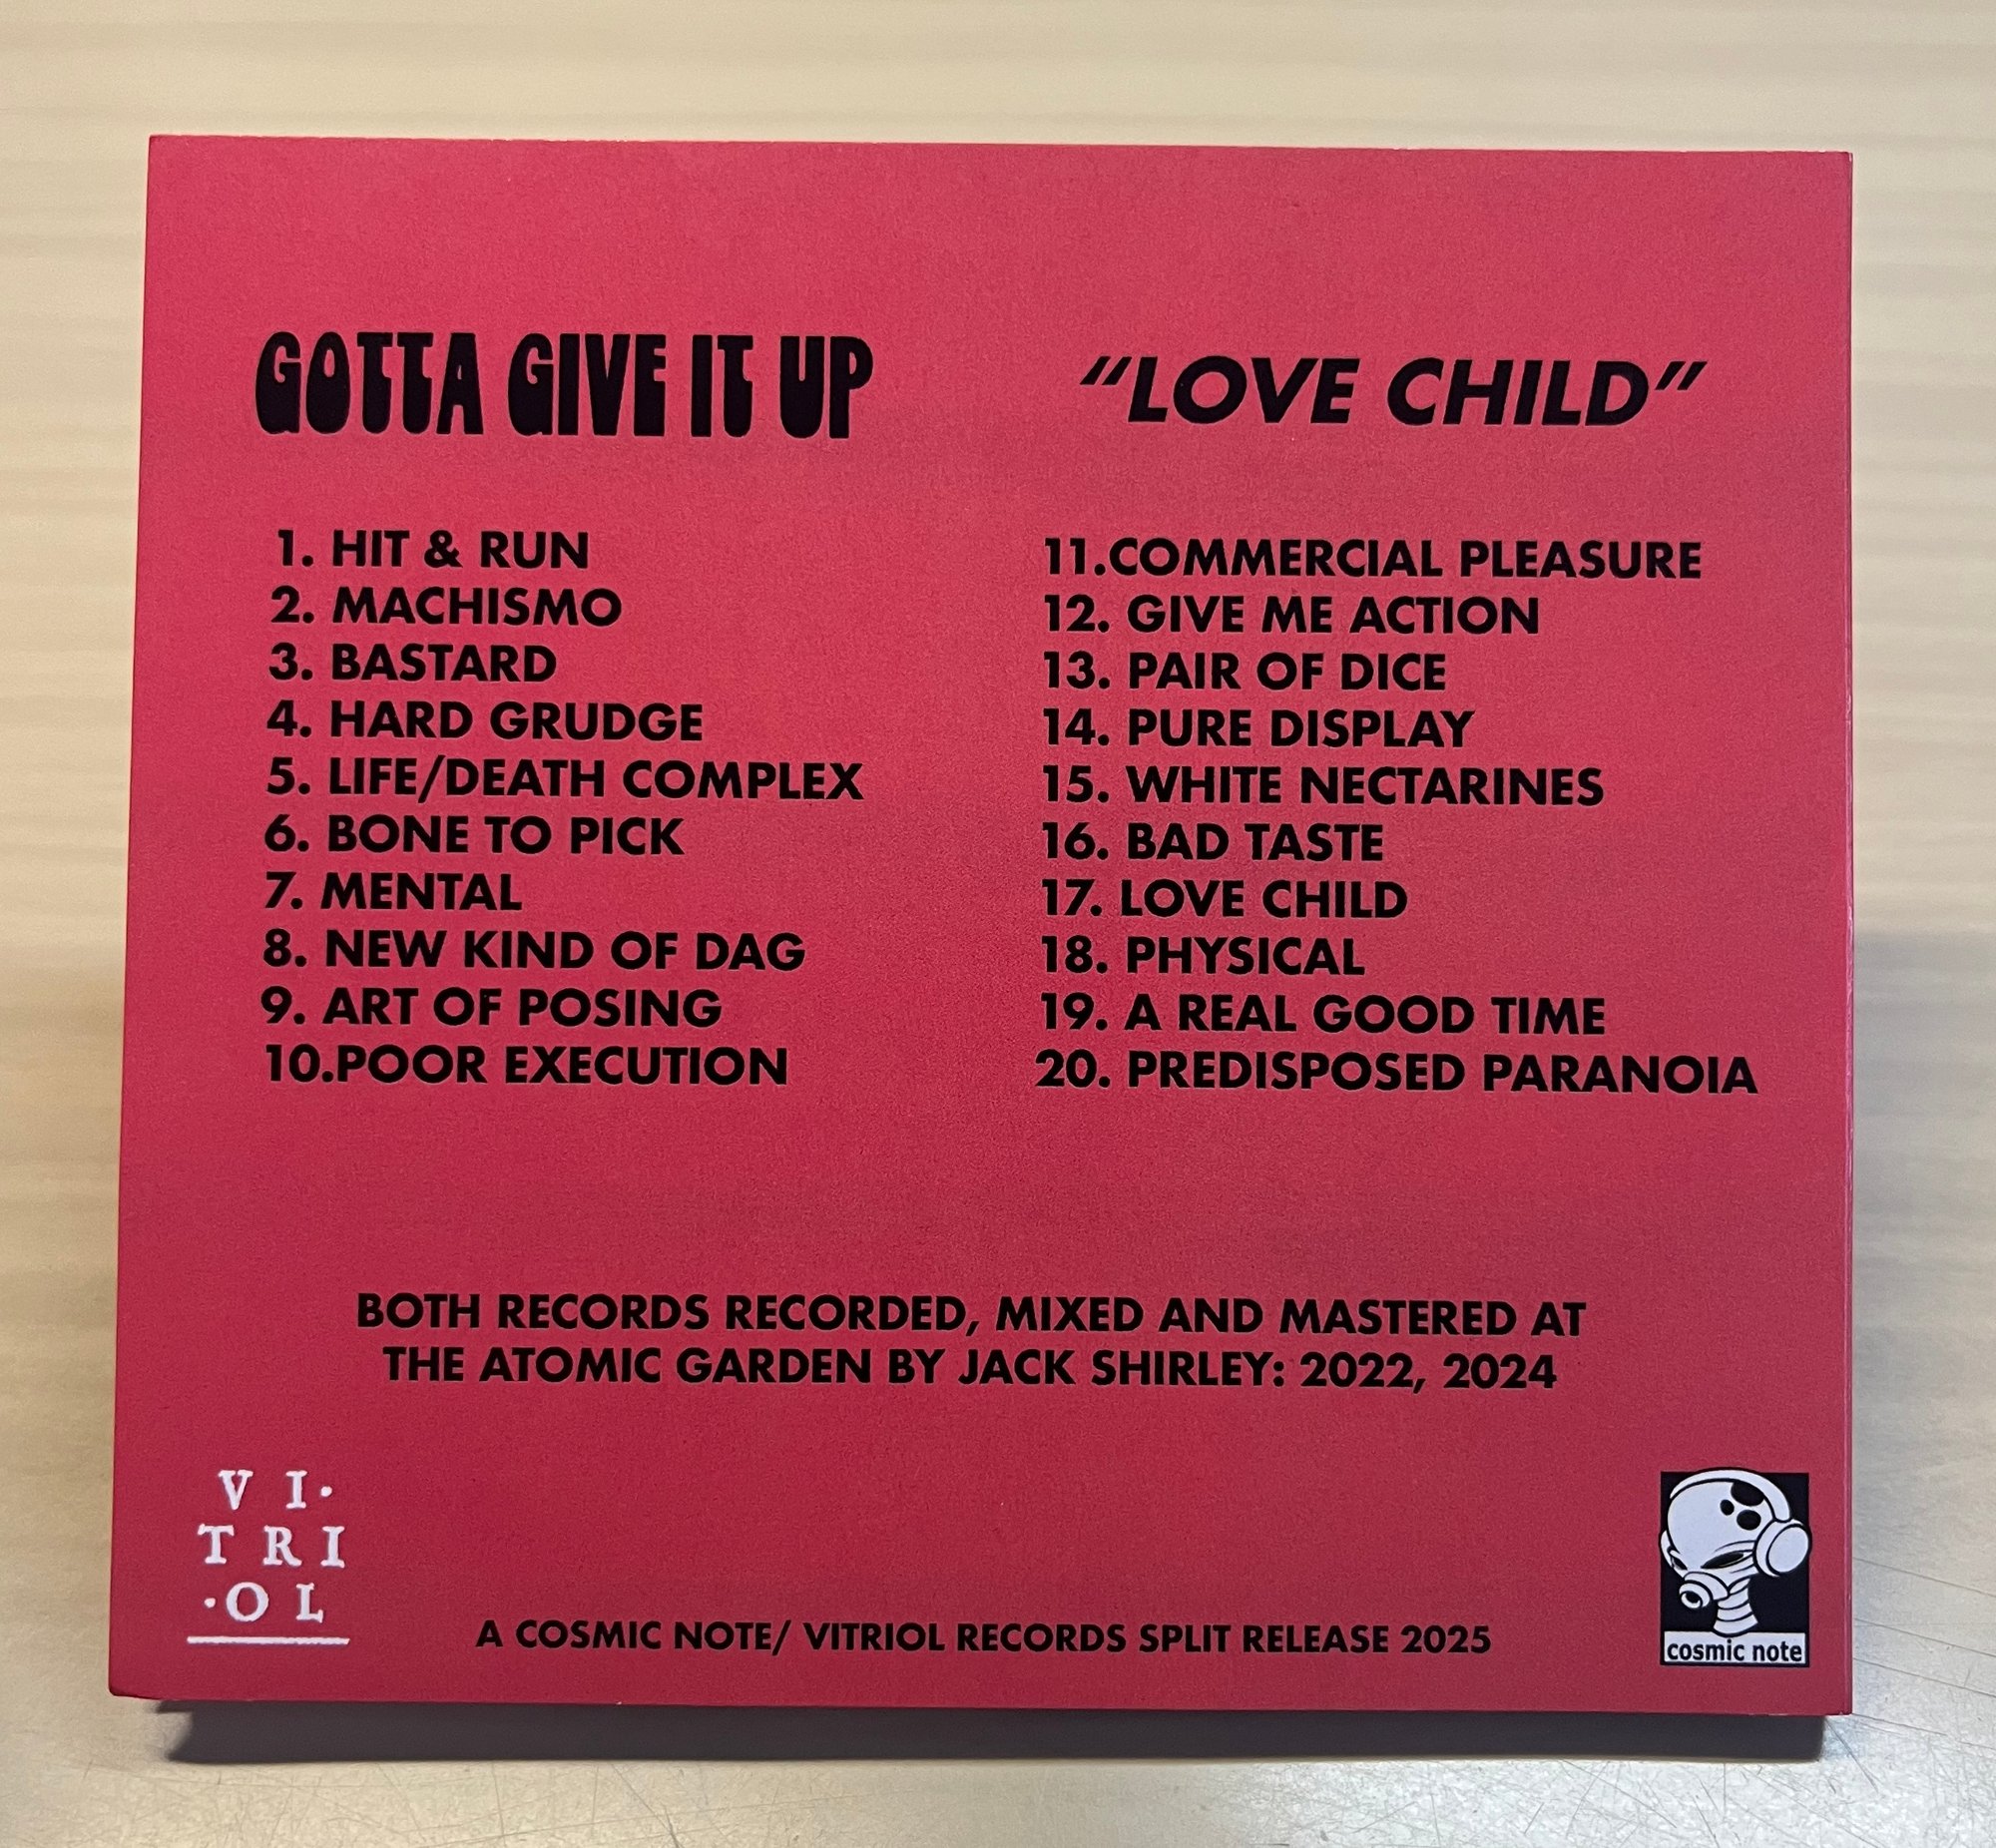 GOTTA GIVE IT UP
1. HIT & RUN
2. MACHISMO
3. BASTARD
4. HARD GRUDGE
5. LIFE/DEATH COMPLEX
6. BONE TO PICK
7. MENTAL
8. NEW KIND OF DAG
9. ART OF POSING
10.POOR EXECUTION
"LOVE CHILD"
11.COMMERCIAL PLEASURE
12. GIVE ME ACTION
13. PAIR OF DICE
14. PURE DISPLAY
15. WHITE NECTARINES
16. BAD TASTE
17. LOVE CHILD
18. PHYSICAL
19. A REAL GOOD TIME
20. PREDISPOSED PARANOIA
BOTH RECORDS RECORDED, MIXED AND MASTERED AT
THE ATOMIC GARDEN BY JACK SHIRLEY: 2022, 2024
V I·
T R I
·O L
A COSMIC NOTE/ VITRIOL RECORDS SPLIT RELEASE 2025
cosmic note